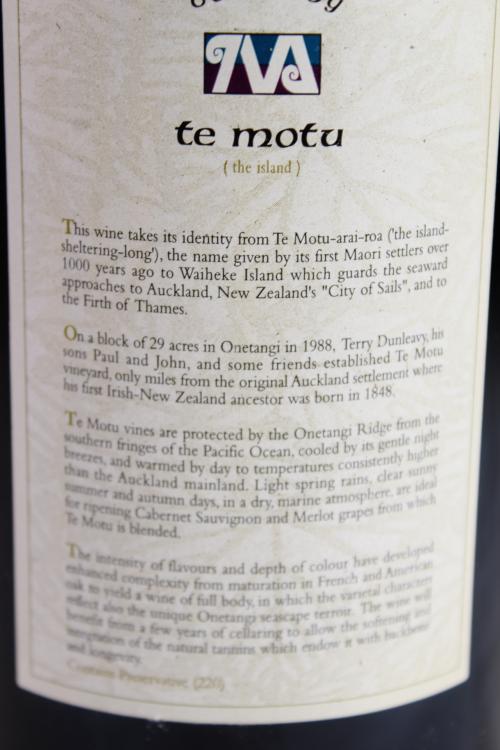 te motu
( the island )
This wine takes its identity from Te Motu-arai-roa ('the island-
sheltering-long'), the name given by its first Maori settlers over
1000 years ago to Waiheke Island which guards the seaward
approaches to Auckland, New Zealand's "City of Sails", and to
the Firth of Thames.
On a block of 29 acres in Onetangi in 1988, Terry Dunleavy, his
sons Paul and John, and some friends established Te Motu
vineyard, only miles from the original Auckland settlement where
his first Irish-New Zealand ancestor was born in 1848.
Te Motu vines are protected by the Onetangi Ridge from the
southern fringes of the Pacific Ocean, cooled by its gentle night
breezes, and warmed by day to temperatures consistently higher
than the Auckland mainland. Light spring rains, clear sunny
summer and autumn days, in a dry, marine atmosphere, are ideal
for ripening Cabernet Sauvignon and Merlot grapes from which
Te Motu is blended.
The intensity of flavours and depth of colour have developed
enhanced complexity from maturation in French and American
oak to yield a wine of full body, in which the varietal characters
reflect also the unique Onetangi seascape terroir. The wine will
benefit from a few years of cellaring to allow the softening and
integration of the natural tannins which endow it with backbone
and longevity.
Contains Preservative (220)